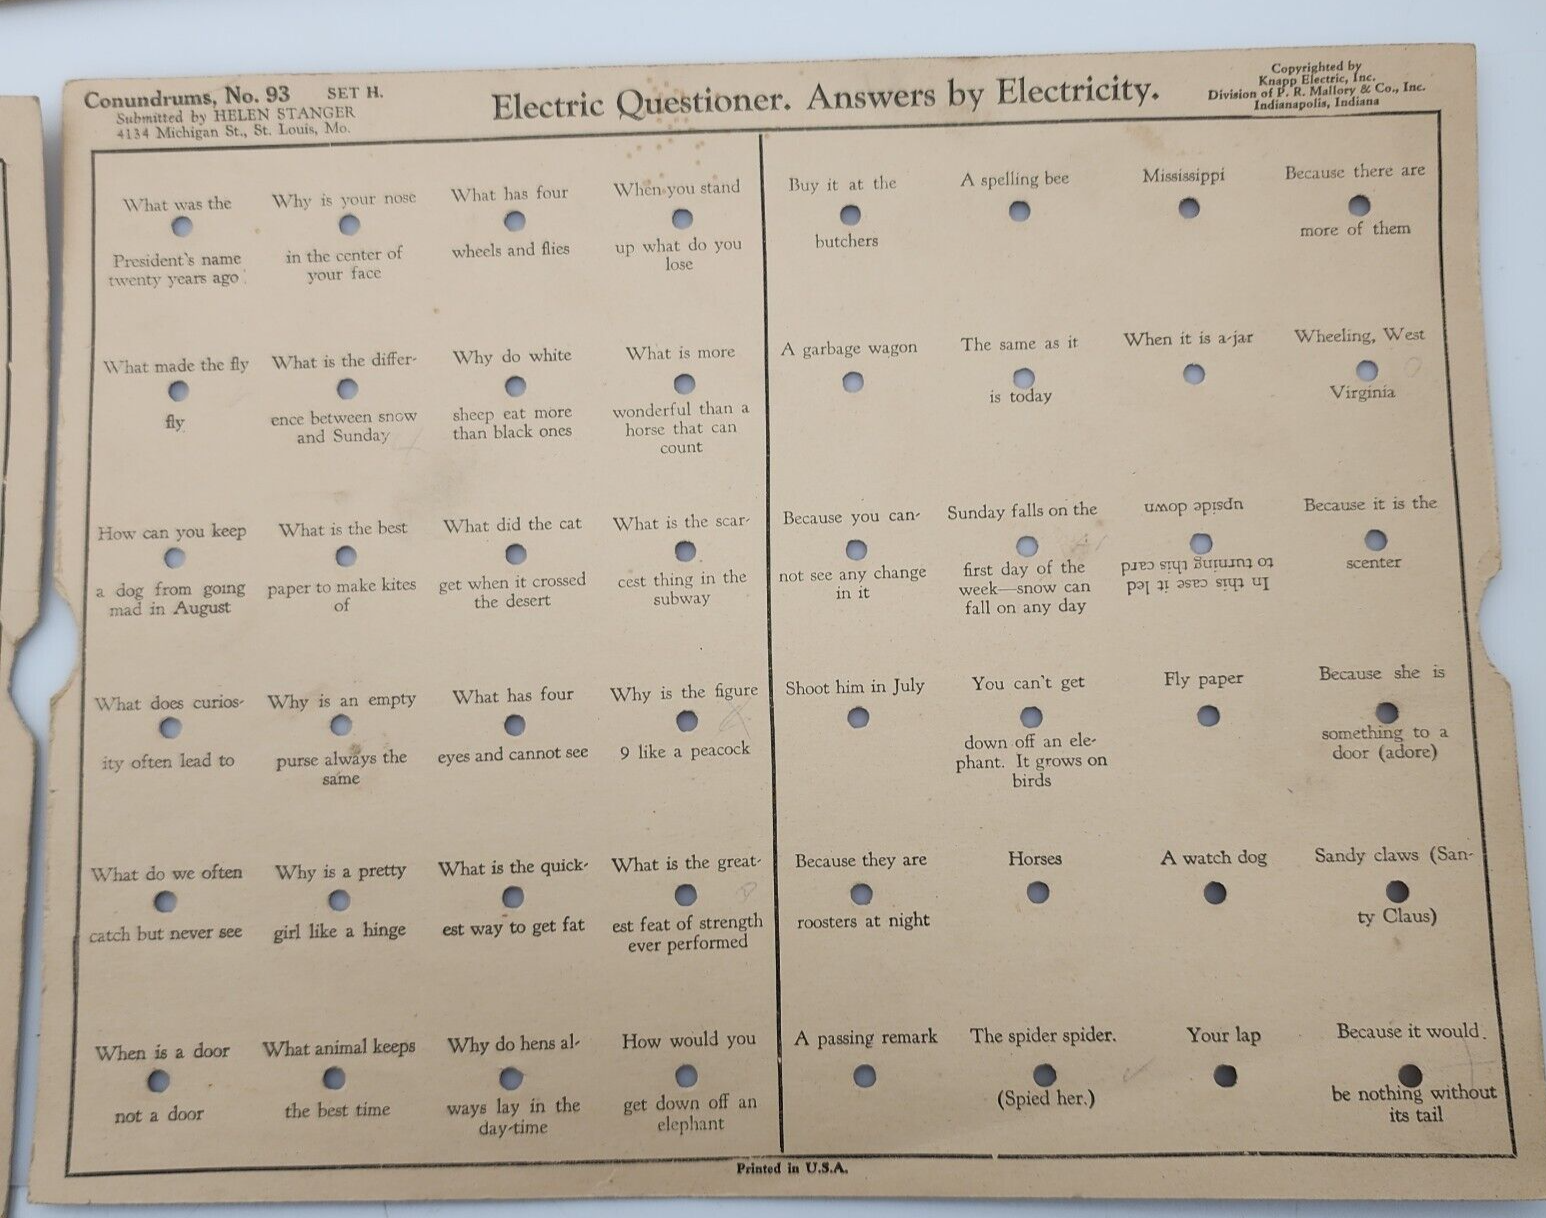 Conundrums, No. 93 SET H.
Submitted by HELEN STANGER
4134 Michigan St., St. Louis, Mo.
Electric Questioner. Answers by Electricity.
Copyrighted by
Knapp Electric, Inc.
Division of P. R. Mallory & Co., Inc.
Indianapolis, Indiana
What was the
President's name
twenty years ago
Why is your nose
in the center of
your face
What has four
wheels and flies
When you stand
up what do you
lose
Buy it at the
butchers
A spelling bee
Mississippi
Because there are
more of them
What made the fly
fly
What is the differ-
ence between snow
and Sunday
Why do white
sheep eat more
than black ones
What is more
wonderful than a
horse that can
count
A garbage wagon
The same as it
is today
When it is a-jar
Wheeling, West
Virginia
How can you keep
a dog from going
mad in August
What is the best
paper to make kites
of
What did the cat
get when it crossed
the desert
What is the scar-
cest thing in the
subway
Because you can-
not see any change
in it
Sunday falls on the
first day of the
week—snow can
fall on any day
In this case it led
to turning this card
upside down
Because it is the
scenter
What does curios-
ity often lead to
Why is an empty
purse always the
same
What has four
eyes and cannot see
Why is the figure
9 like a peacock
Shoot him in July
You can't get
down off an ele-
phant. It grows on
birds
Fly paper
Because she is
something to a
door (adore)
What do we often
catch but never see
Why is a pretty
girl like a hinge
What is the quick-
est way to get fat
What is the great-
est feat of strength
ever performed
Because they are
roosters at night
Horses
A watch dog
Sandy claws (San-
ty Claus)
When is a door
not a door
What animal keeps
the best time
Why do hens al-
ways lay in the
day-time
How would you
get down off an
elephant
A passing remark
The spider spider.
(Spied her.)
Your lap
Because it would
be nothing without
its tail
Printed in U.S.A.